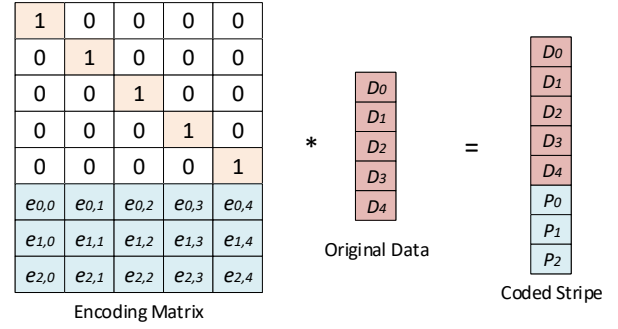 1 0 0 0 0
0 1 0 0 0
0 0 1 0 0
0 0 0 1 0
0 0 0 0 1
e0,0 e0,1 e0,2 e0,3 e0,4
e1,0 e1,1 e1,2 e1,3 e1,4
e2,0 e2,1 e2,2 e2,3 e2,4
Encoding Matrix
*
D0
D1
D2
D3
D4
Original Data
=
D0
D1
D2
D3
D4
P0
P1
P2
Coded Stripe